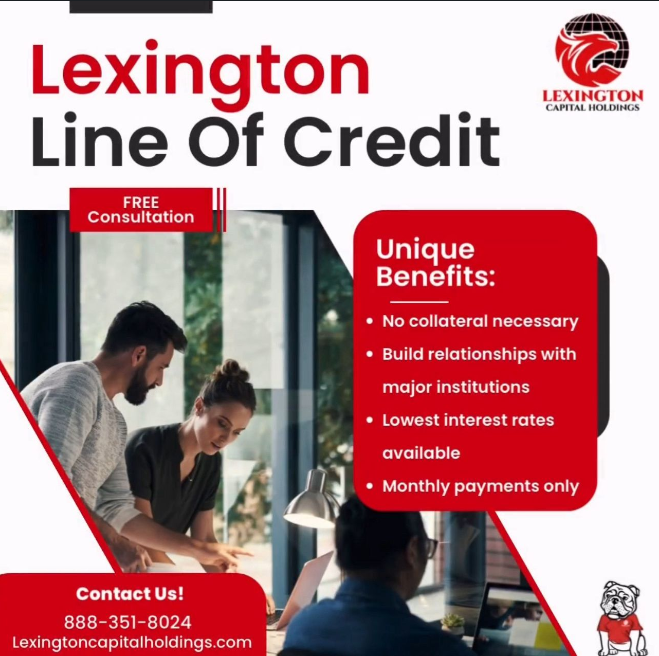 Lexington
Line Of Credit
LEXINGTON
CAPITAL HOLDINGS
FREE
Consultation
Unique
Benefits:
• No collateral necessary
• Build relationships with
major institutions
• Lowest interest rates
available
• Monthly payments only
Contact Us!
888-351-8024
Lexingtoncapitalholdings.com